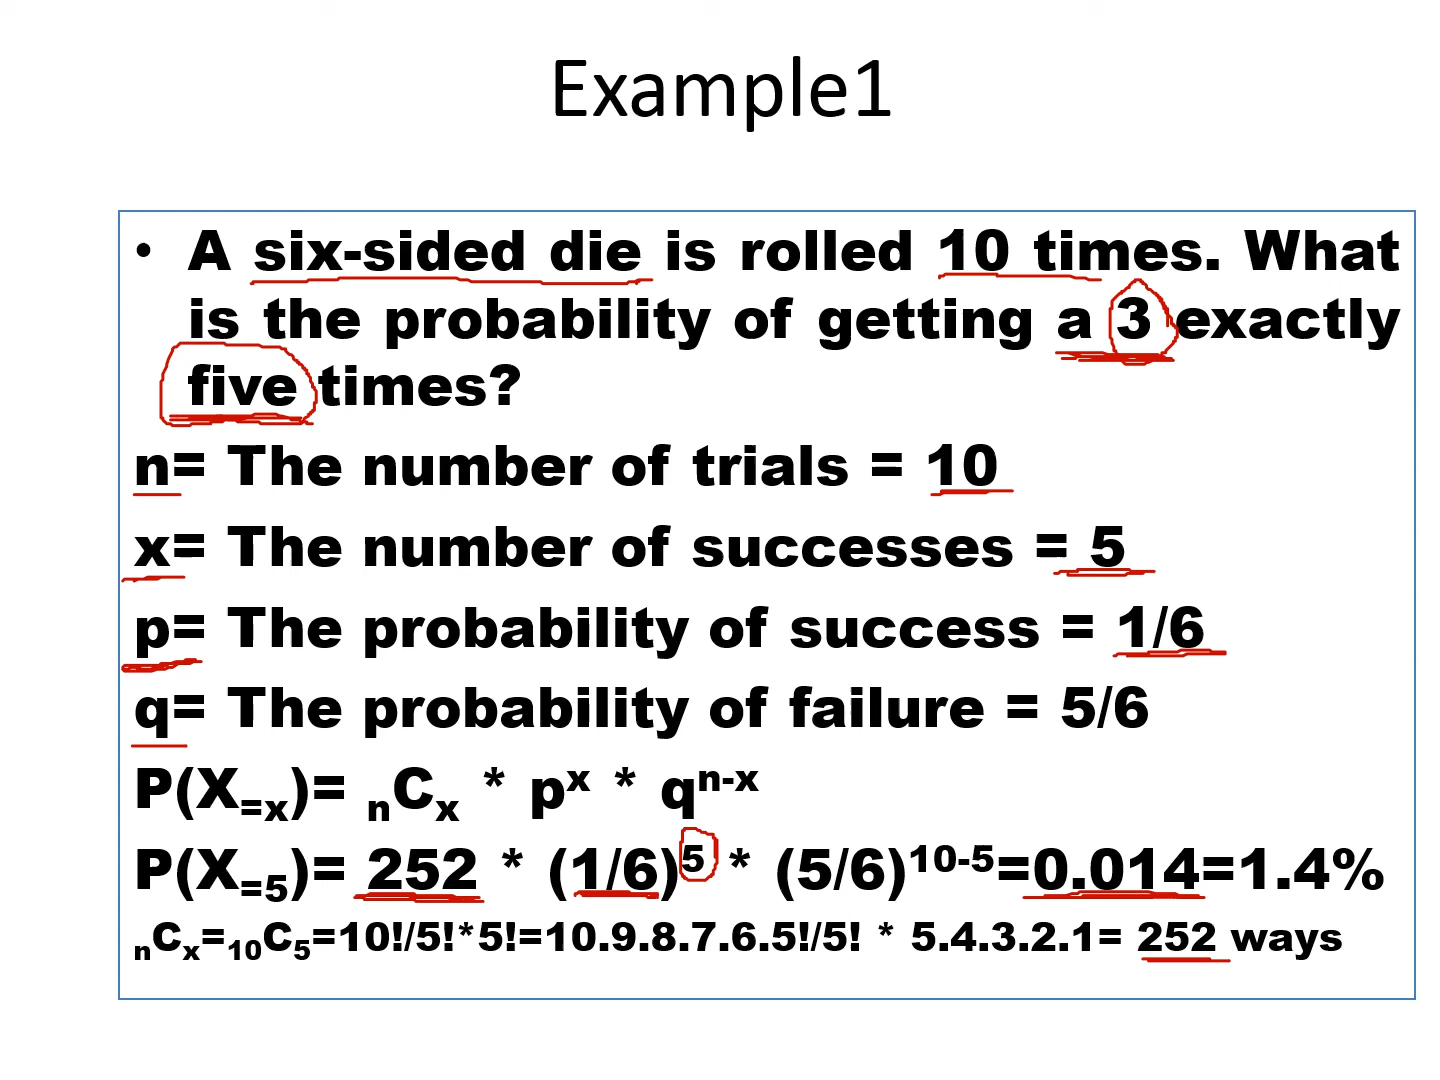 Example1
• A six-sided die is rolled 10 times. What
is the probability of getting a 3 exactly
five times?
n= The number of trials = 10
x= The number of successes = 5
p= The probability of success = 1/6
q= The probability of failure = 5/6
P(X₌ₓ)= ₙCₓ * pˣ * qⁿ⁻ˣ
P(X₌₅)= 252 * (1/6)⁵ * (5/6)¹⁰⁻⁵=0.014=1.4%
ₙCₓ=₁₀C₅=10!/5!*5!=10.9.8.7.6.5!/5! * 5.4.3.2.1= 252 ways